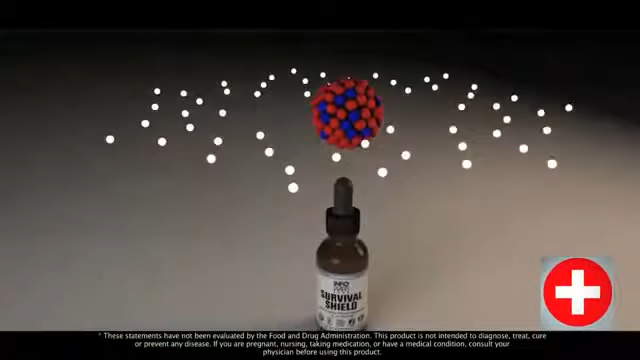 INFO
WARS
SURVIVAL
SHIELD
* These statements have not been evaluated by the Food and Drug Administration. This product is not intended to diagnose, treat, cure
or prevent any disease. If you are pregnant, nursing, taking medication, or have a medical condition, consult your
physician before using this product.